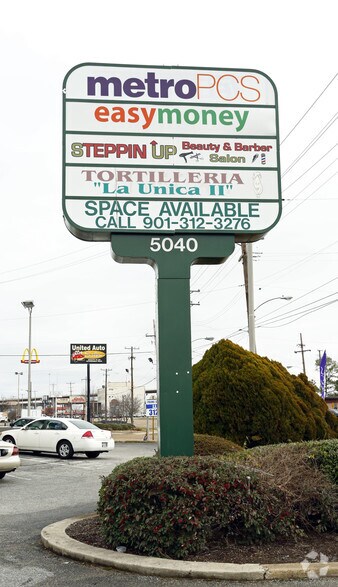 metroPCS
easymoney
STEPPIN UP Beauty & Barber Salon
TORTILLERIA
"La Unica II"
SPACE AVAILABLE
CALL 901-312-3276
5040
United Auto